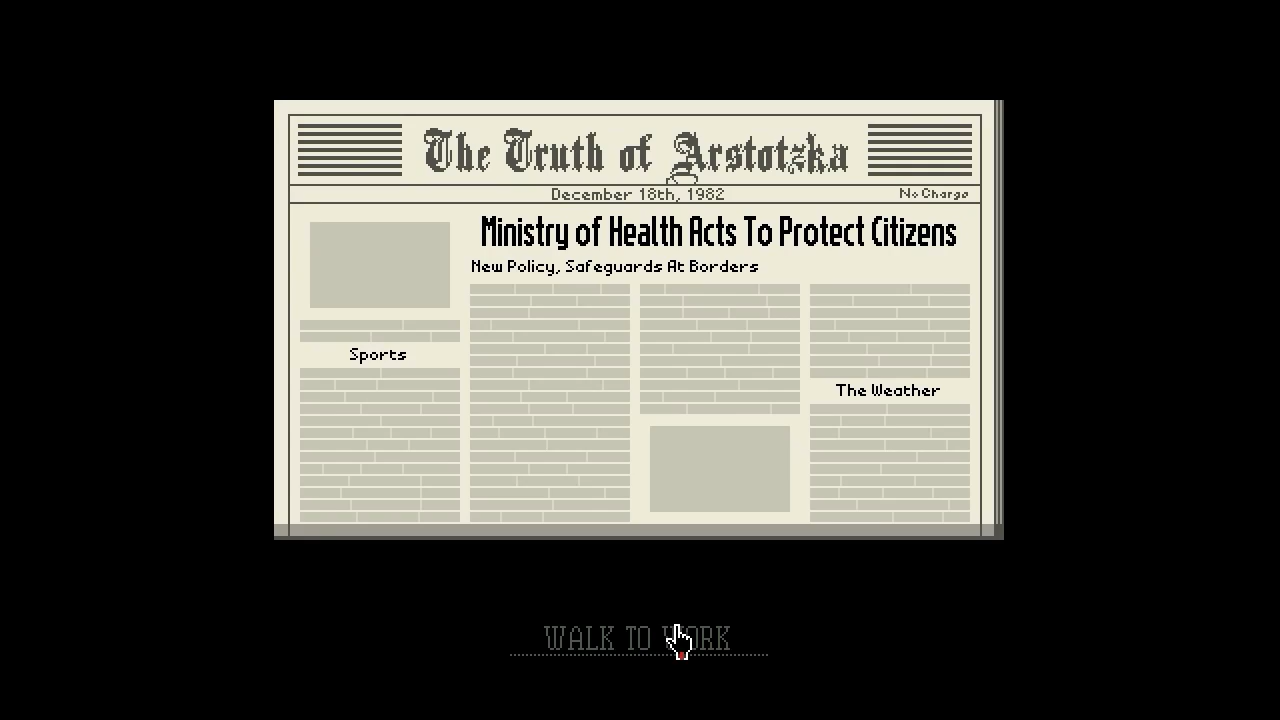 The Truth of Arstotzka
December 18th, 1982
No Charge
Ministry of Health Acts To Protect Citizens
New Policy, Safeguards At Borders
Sports
The Weather
WALK TO WORK